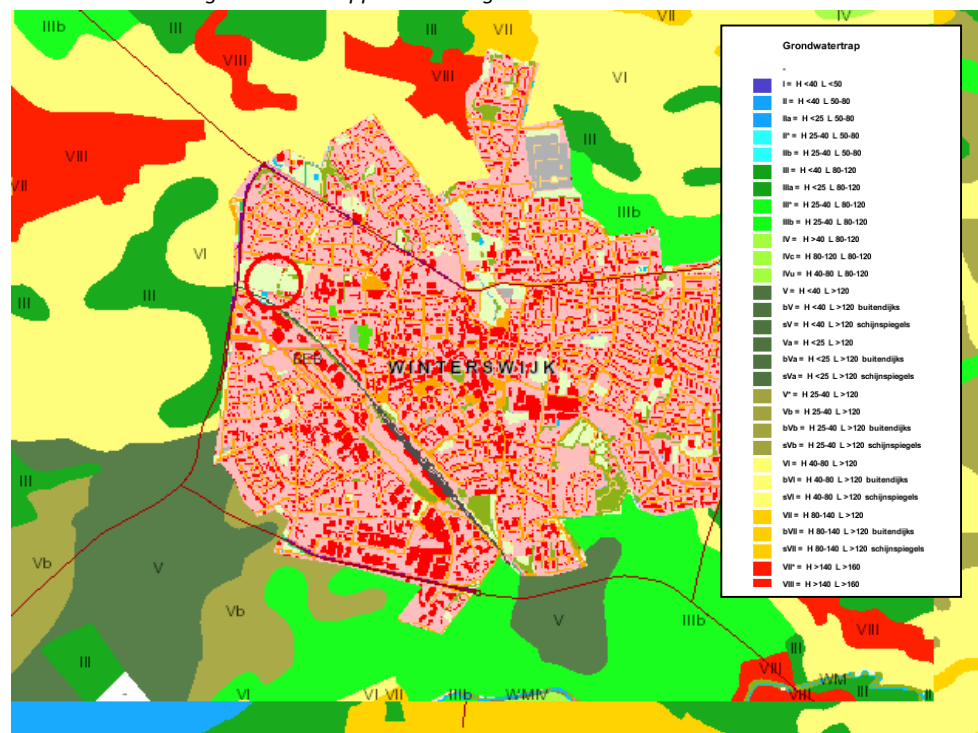 IIIb
III
III
VII
VII
IV
VIII
VIII
VI
Grondwatertrap
-
I = H <40 L <50
II = H <40 L 50-80
IIa = H <25 L 50-80
II* = H 25-40 L 50-80
IIb = H 25-40 L 50-80
III = H <40 L 80-120
IIIa = H <25 L 80-120
III* = H 25-40 L 80-120
IIIb = H 25-40 L 80-120
IV = H >40 L 80-120
IVc = H 80-120 L 80-120
IVu = H 40-80 L 80-120
V = H <40 L >120
bV = H <40 L >120 buitendijks
sV = H <40 L >120 schijnspiegels
Va = H <25 L >120
bVa = H <25 L >120 buitendijks
sVa = H <25 L >120 schijnspiegels
V* = H 25-40 L >120
Vb = H 25-40 L >120
bVb = H 25-40 L >120 buitendijks
sVb = H 25-40 L >120 schijnspiegels
VI = H 40-80 L >120
bVI = H 40-80 L >120 buitendijks
sVI = H 40-80 L >120 schijnspiegels
VII = H 80-140 L >120
bVII = H 80-140 L >120 buitendijks
sVII = H 80-140 L >120 schijnspiegels
VII* = H >140 L >160
VIII = H >140 L >160
III
VIII
VII
IIIb
VI
III
III
WINTERSWIJK
III
Vb
V
Vb
V
IIIb
VIII
III
III
-
VI
VI VII
IIIb
VIII
WM
VIII
III
II